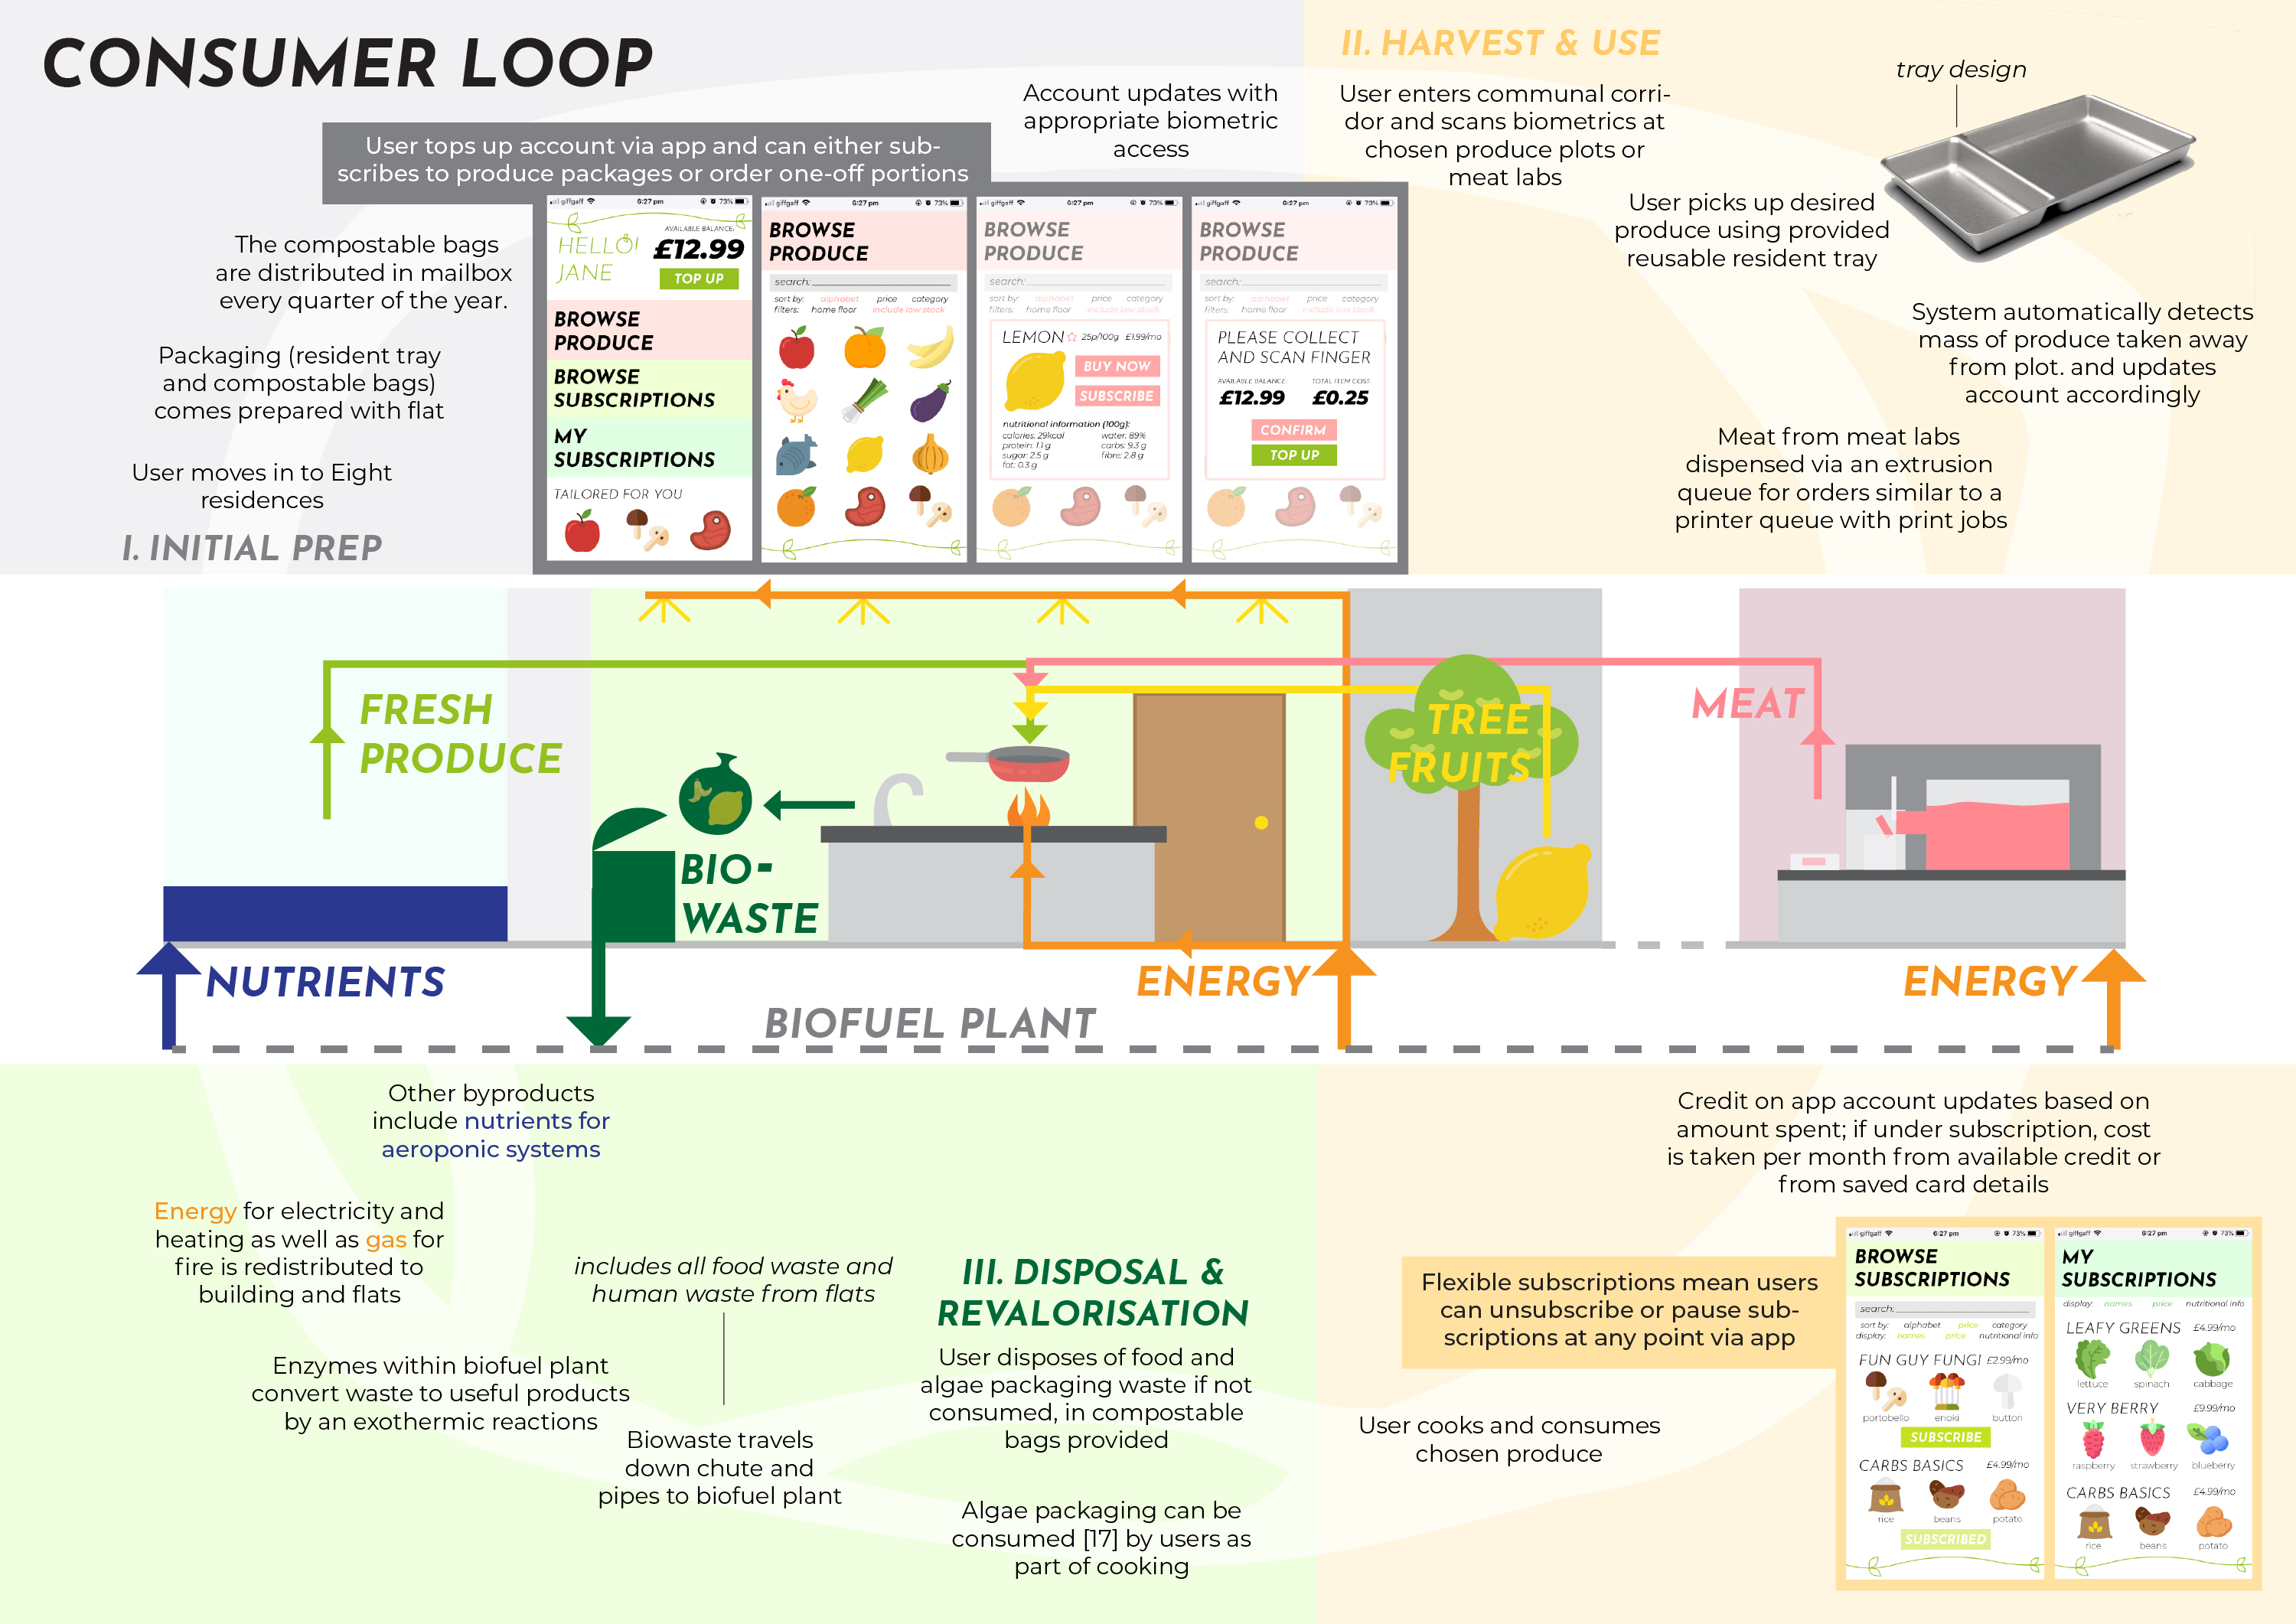 CONSUMER LOOP
User tops up account via app and can either sub-
scribes to produce packages or order one-off portions
Account updates with
appropriate biometric
access
The compostable bags
are distributed in mailbox
every quarter of the year.
Packaging (resident tray
and compostable bags)
comes prepared with flat
User moves in to Eight
residences
I. INITIAL PREP
giffgaff 6:27 pm 73%
HELLO!
JANE
AVAILABLE BALANCE:
£12.99
TOP UP
BROWSE
PRODUCE
BROWSE
SUBSCRIPTIONS
MY
SUBSCRIPTIONS
TAILORED FOR YOU
giffgaff 6:27 pm 73%
BROWSE
PRODUCE
search:
sort by: alphabet price category
filters: home floor include low stock
giffgaff 6:27 pm 73%
BROWSE
PRODUCE
search:
sort by: alphabet price category
filters: home floor include low stock
LEMON 25p/100g £1.99/mo
BUY NOW
SUBSCRIBE
nutritional information (100g):
calories: 29kcal water: 89%
protein: 1.1 g carbs: 9.3 g
sugar: 2.5 g fibre: 2.8 g
fat: 0.3 g
giffgaff 6:27 pm 73%
BROWSE
PRODUCE
search:
sort by: alphabet price category
filters: home floor include low stock
PLEASE COLLECT
AND SCAN FINGER
AVAILABLE BALANCE: TOTAL ITEM COST:
£12.99 £0.25
CONFIRM
TOP UP
II. HARVEST & USE
User enters communal corri-
dor and scans biometrics at
chosen produce plots or
meat labs
tray design
User picks up desired
produce using provided
reusable resident tray
System automatically detects
mass of produce taken away
from plot. and updates
account accordingly
Meat from meat labs
dispensed via an extrusion
queue for orders similar to a
printer queue with print jobs
FRESH
PRODUCE
BIO-
WASTE
TREE
FRUITS
MEAT
NUTRIENTS
ENERGY
ENERGY
BIOFUEL PLANT
Other byproducts
include nutrients for
aeroponic systems
Energy for electricity and
heating as well as gas for
fire is redistributed to
building and flats
Enzymes within biofuel plant
convert waste to useful products
by an exothermic reactions
includes all food waste and
human waste from flats
Biowaste travels
down chute and
pipes to biofuel plant
III. DISPOSAL &
REVALORISATION
User disposes of food and
algae packaging waste if not
consumed, in compostable
bags provided
Algae packaging can be
consumed [17] by users as
part of cooking
Credit on app account updates based on
amount spent; if under subscription, cost
is taken per month from available credit or
from saved card details
Flexible subscriptions mean users
can unsubscribe or pause sub-
scriptions at any point via app
User cooks and consumes
chosen produce
giffgaff 6:27 pm 73%
BROWSE
SUBSCRIPTIONS
search:
sort by: alphabet price category
display: names price nutritional info
FUN GUY FUNGI £2.99/mo
portobello enoki button
SUBSCRIBE
CARBS BASICS £4.99/mo
rice beans potato
SUBSCRIBED
giffgaff 6:27 pm 73%
MY
SUBSCRIPTIONS
display: names price nutritional info
LEAFY GREENS £4.99/mo
lettuce spinach cabbage
VERY BERRY £9.99/mo
raspberry strawberry blueberry
CARBS BASICS £4.99/mo
rice beans potato